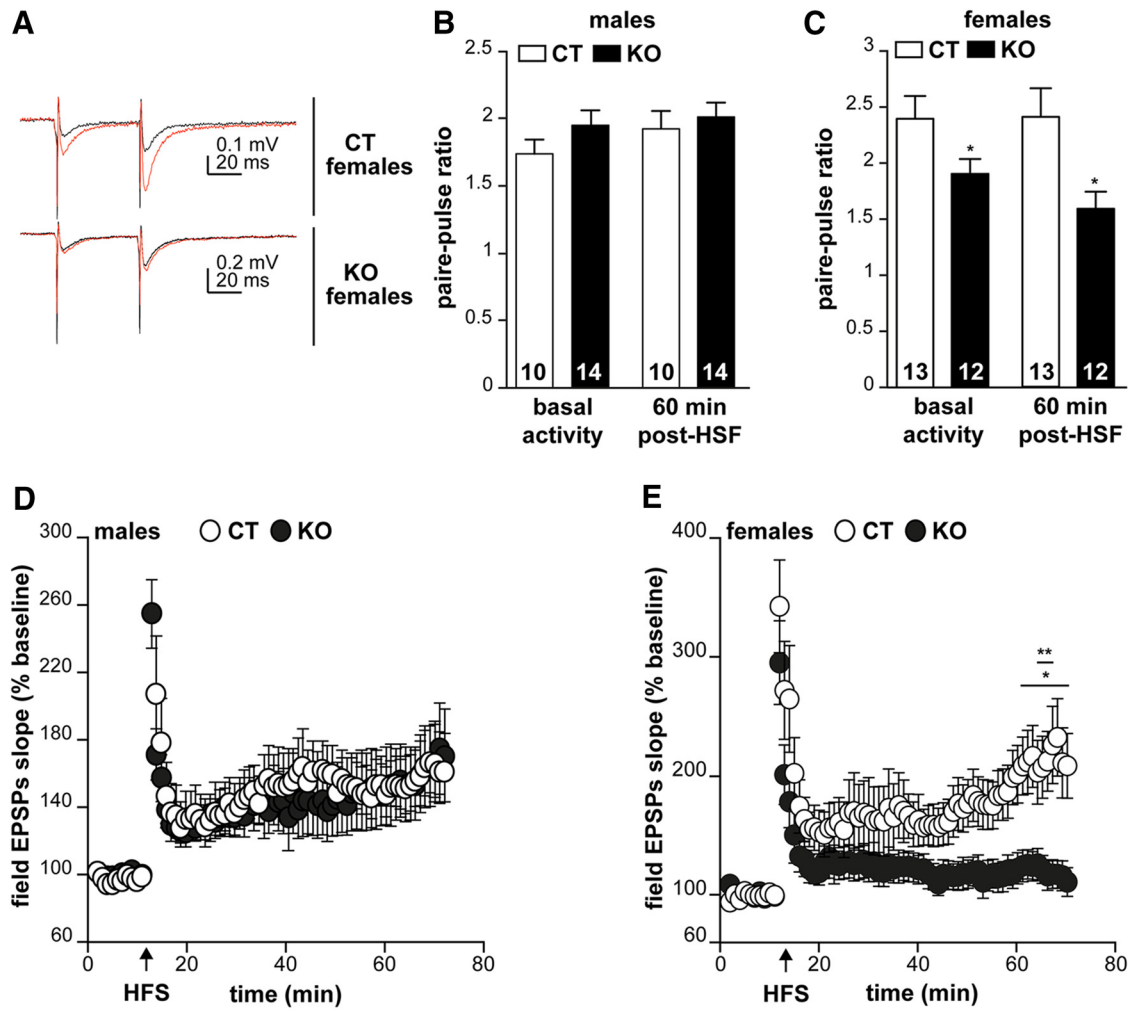 A
0.1 mV
20 ms
CT
females
0.2 mV
20 ms
KO
females
B
males
CT KO
paire-pulse ratio
2.5
2
1.5
1
0.5
0
10
14
10
14
basal
activity
60 min
post-HSF
C
females
CT KO
paire-pulse ratio
3
2.5
2
1.5
1
0.5
0
*
*
13
12
13
12
basal
activity
60 min
post-HSF
D
males CT KO
field EPSPs slope (% baseline)
300
260
220
180
140
100
60
0 20 40 60 80
HFS time (min)
E
females CT KO
field EPSPs slope (% baseline)
400
300
200
100
60
**
*
0 20 40 60 80
HFS time (min)